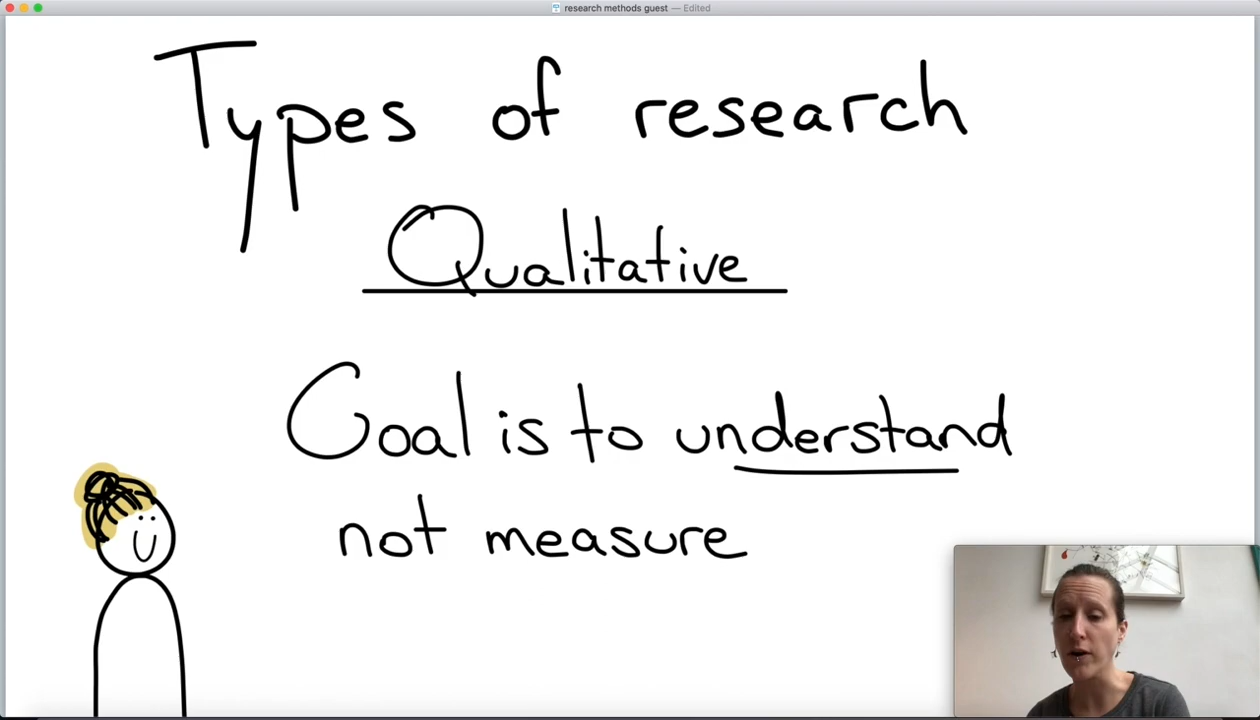 research methods guest — Edited
Types of research
Qualitative
Goal is to understand
not measure